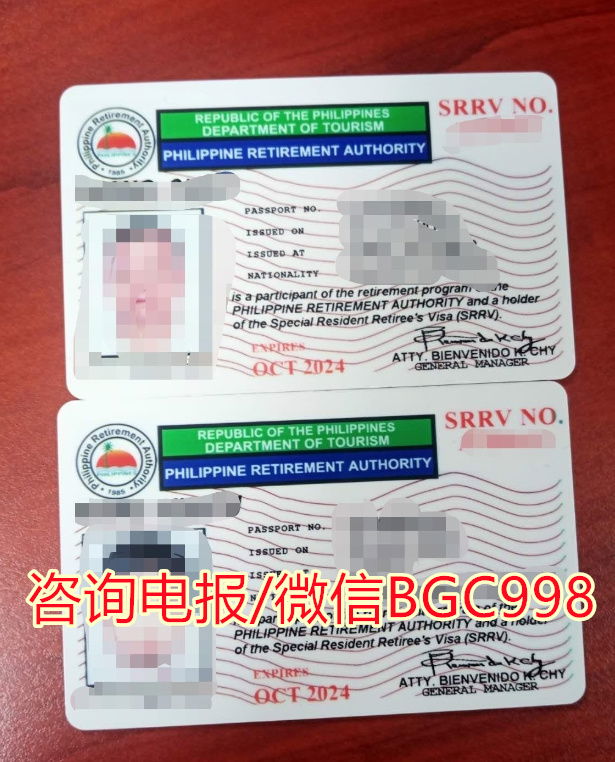 REPUBLIC OF THE PHILIPPINES
DEPARTMENT OF TOURISM
PHILIPPINE RETIREMENT AUTHORITY
SRRV NO.
Philippine Retirement Authority
1985
PASSPORT NO.
ISSUED ON
ISSUED AT
NATIONALITY
is a participant of the retirement program
PHILIPPINE RETIREMENT AUTHORITY and a holder
of the Special Resident Retiree's Visa (SRRV).
EXPIRES
OCT 2024
ATTY. BIENVENIDO K. CHY
GENERAL MANAGER
REPUBLIC OF THE PHILIPPINES
DEPARTMENT OF TOURISM
PHILIPPINE RETIREMENT AUTHORITY
SRRV NO.
Philippine Retirement Authority
1985
PASSPORT NO.
ISSUED ON
咨询电报/微信BGC998
of the
PHILIPPINE RETIREMENT AUTHORITY and a holder
of the Special Resident Retiree's Visa (SRRV).
EXPIRES
OCT 2024
ATTY. BIENVENIDO K. CHY
GENERAL MANAGER